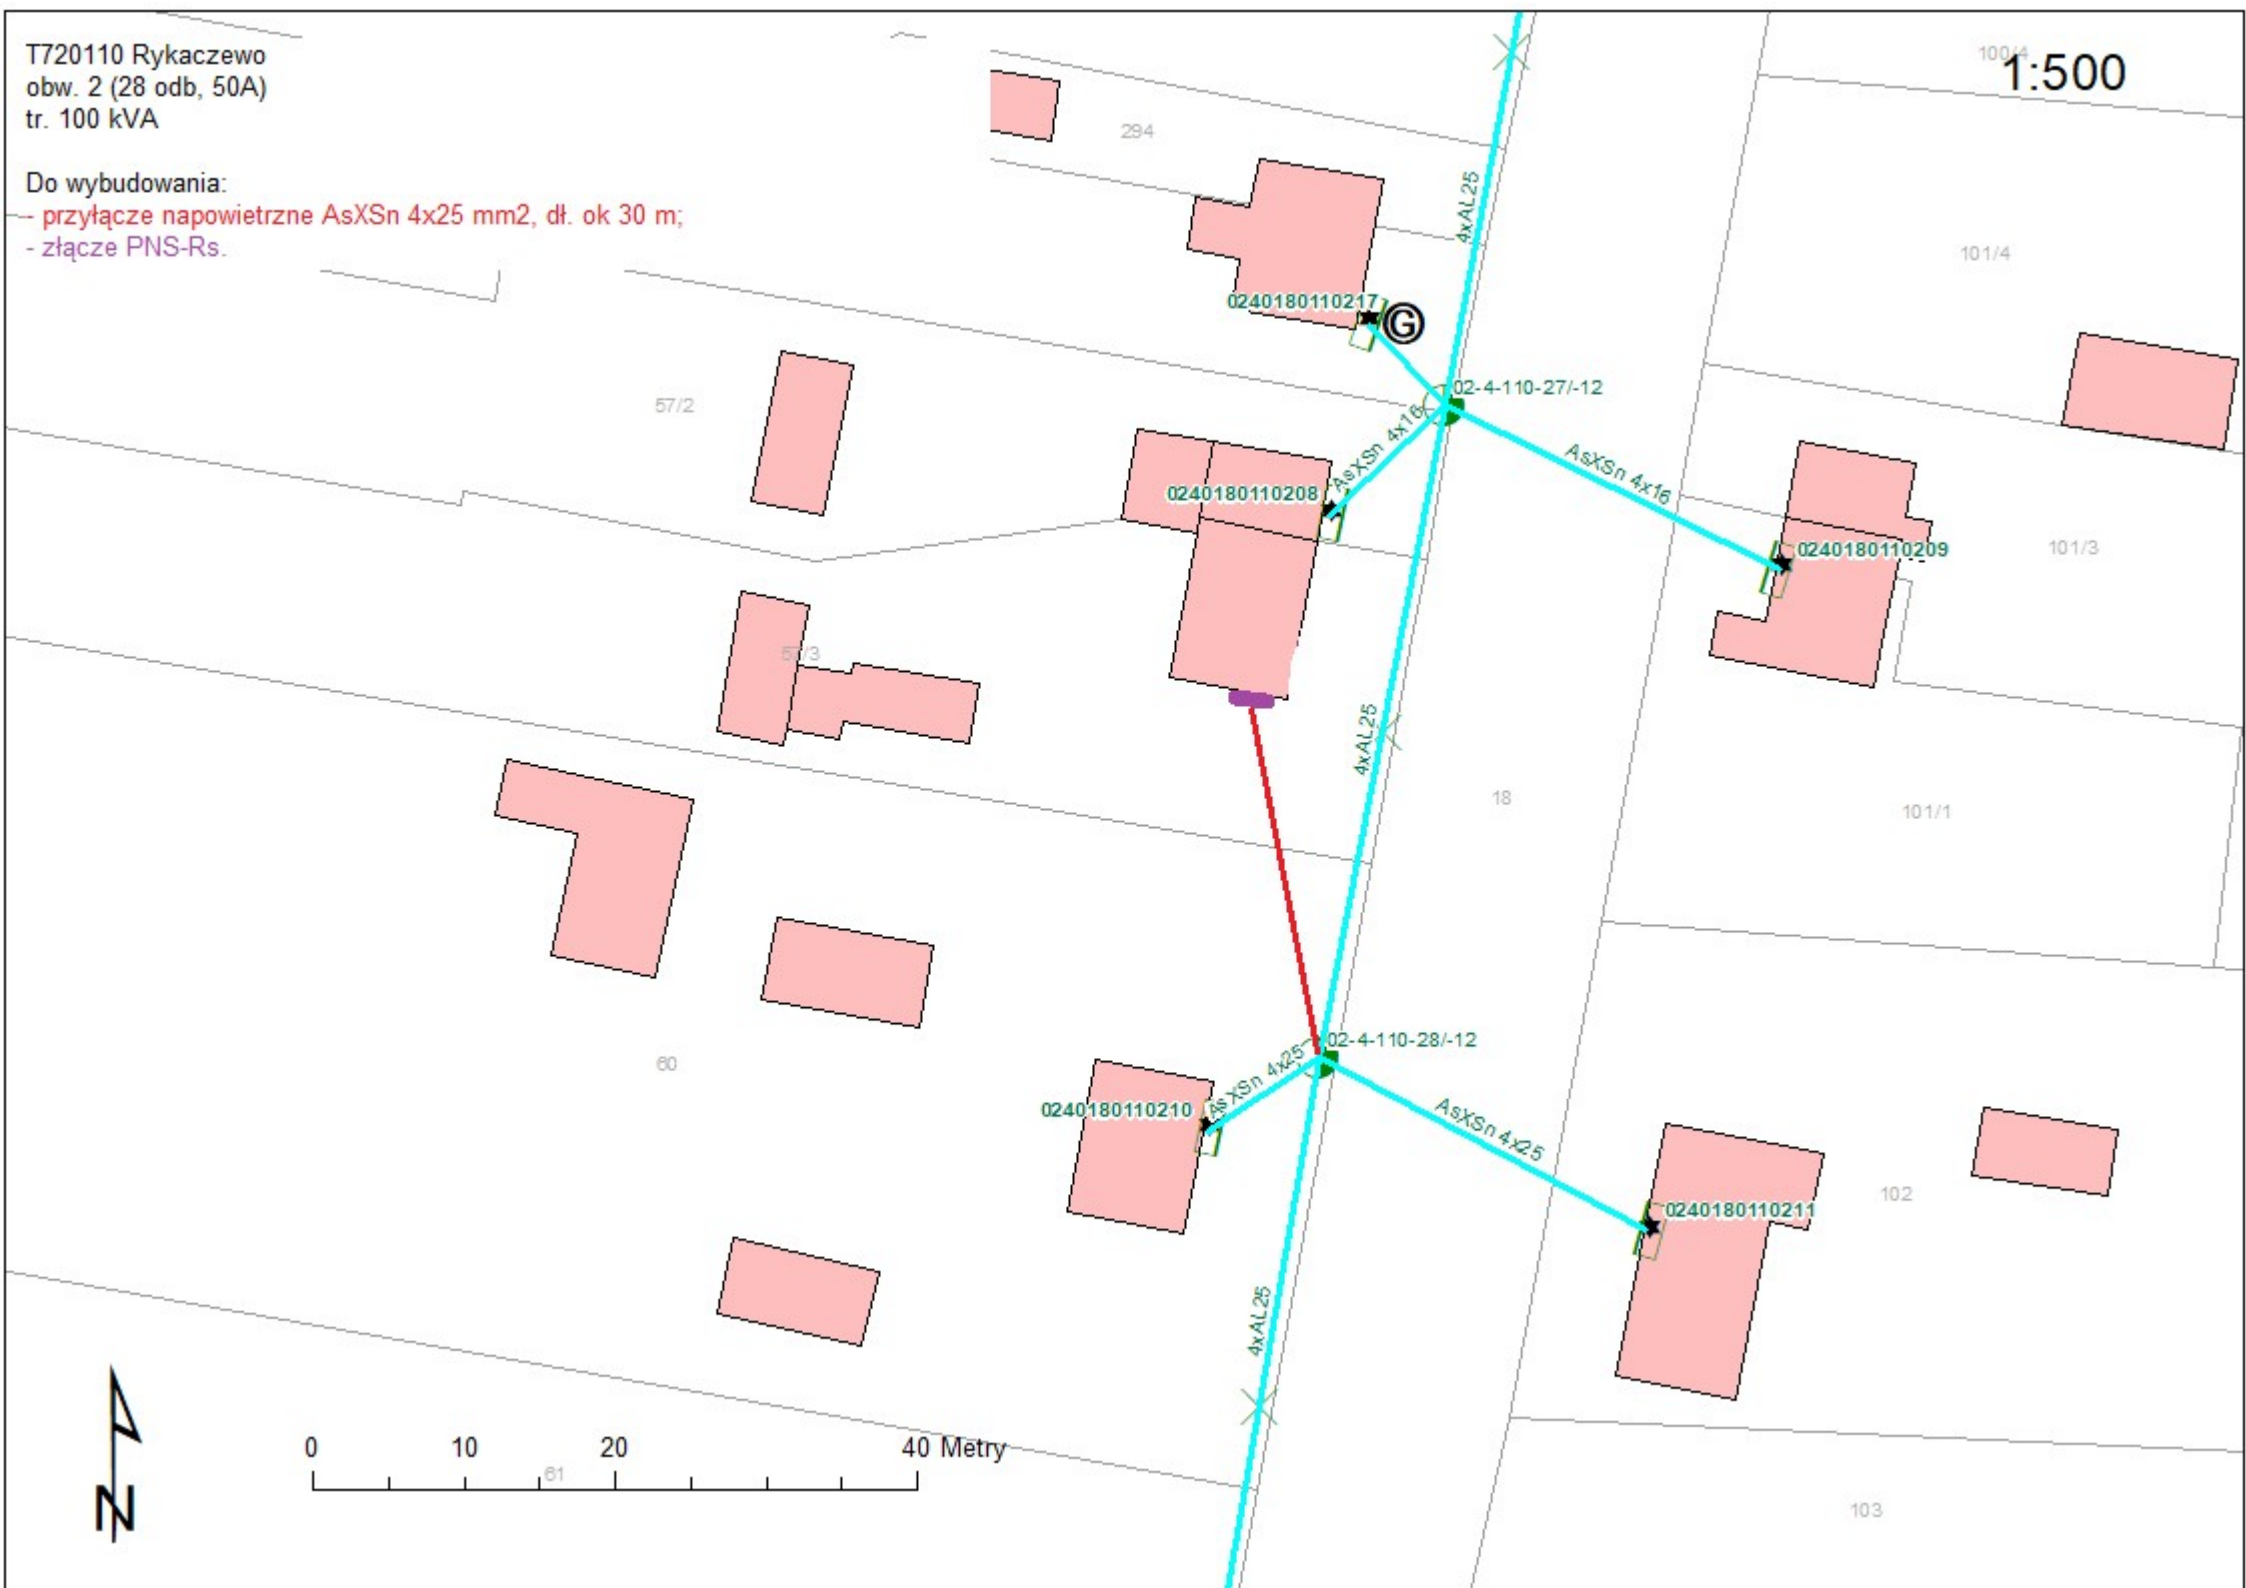 T720110 Rykaczewo
obw. 2 (28 odb, 50A)
tr. 100 kVA
Do wybudowania:
- przyłącze napowietrzne AsXSn 4x25 mm2, dł. ok 30 m;
- złącze PNS-Rs.
100/4
1:500
294
4xAL25
101/4
0240180110217
G
02-4-110-27/-12
57/2
AsXSn 4x16
AsXSn 4x16
0240180110208
0240180110209
101/3
4xAL25
18
101/1
02-4-110-28/-12
60
AsXSn 4x25
0240180110210
AsXSn 4x25
102
0240180110211
4xAL25
0 10 20 40 Metry
61
N
103